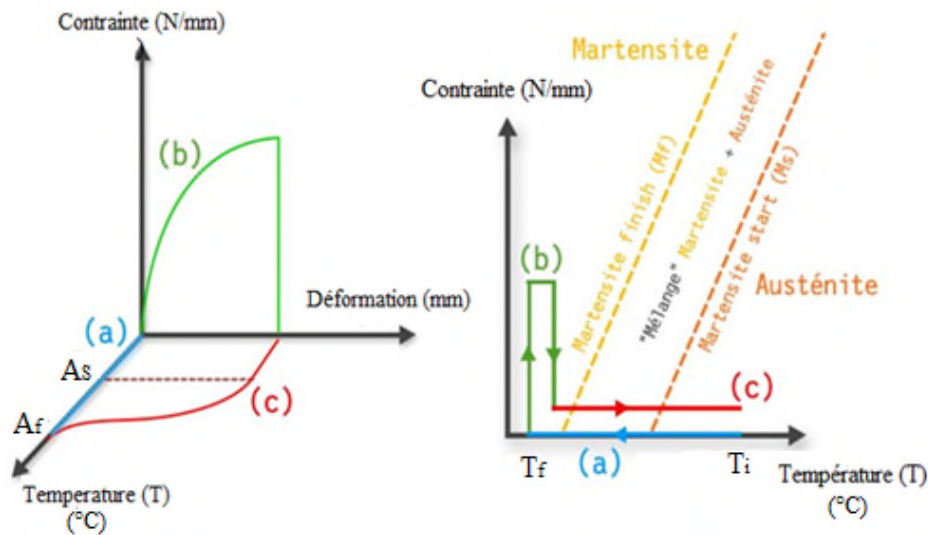 Contrainte (N/mm)
(b)
Déformation (mm)
(a)
As
(c)
Af
Temperature (T)
(°C)
Martensite
Contrainte (N/mm)
Martensite finish (Mf)
"Mélange" Martensite + Austénite
Martensite start (Ms)
Austénite
(b)
(c)
Tf
(a)
Ti
Température (T)
(°C)